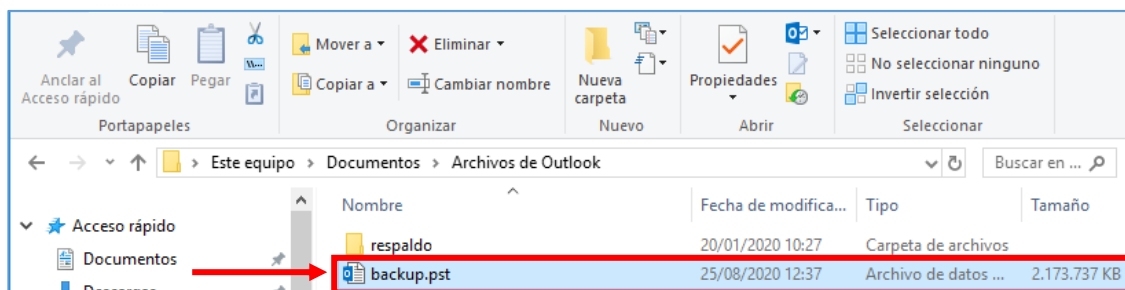 Anclar al
Acceso rápido
Copiar
Pegar
Portapapeles
Mover a
Copiar a
Eliminar
Cambiar nombre
Organizar
Nueva
carpeta
Nuevo
Propiedades
Abrir
Seleccionar todo
No seleccionar ninguno
Invertir selección
Seleccionar
Este equipo > Documentos > Archivos de Outlook
Buscar en ...
Acceso rápido
Documentos
Nombre Fecha de modifica... Tipo Tamaño
respaldo 20/01/2020 10:27 Carpeta de archivos
backup.pst 25/08/2020 12:37 Archivo de datos ... 2.173.737 KB